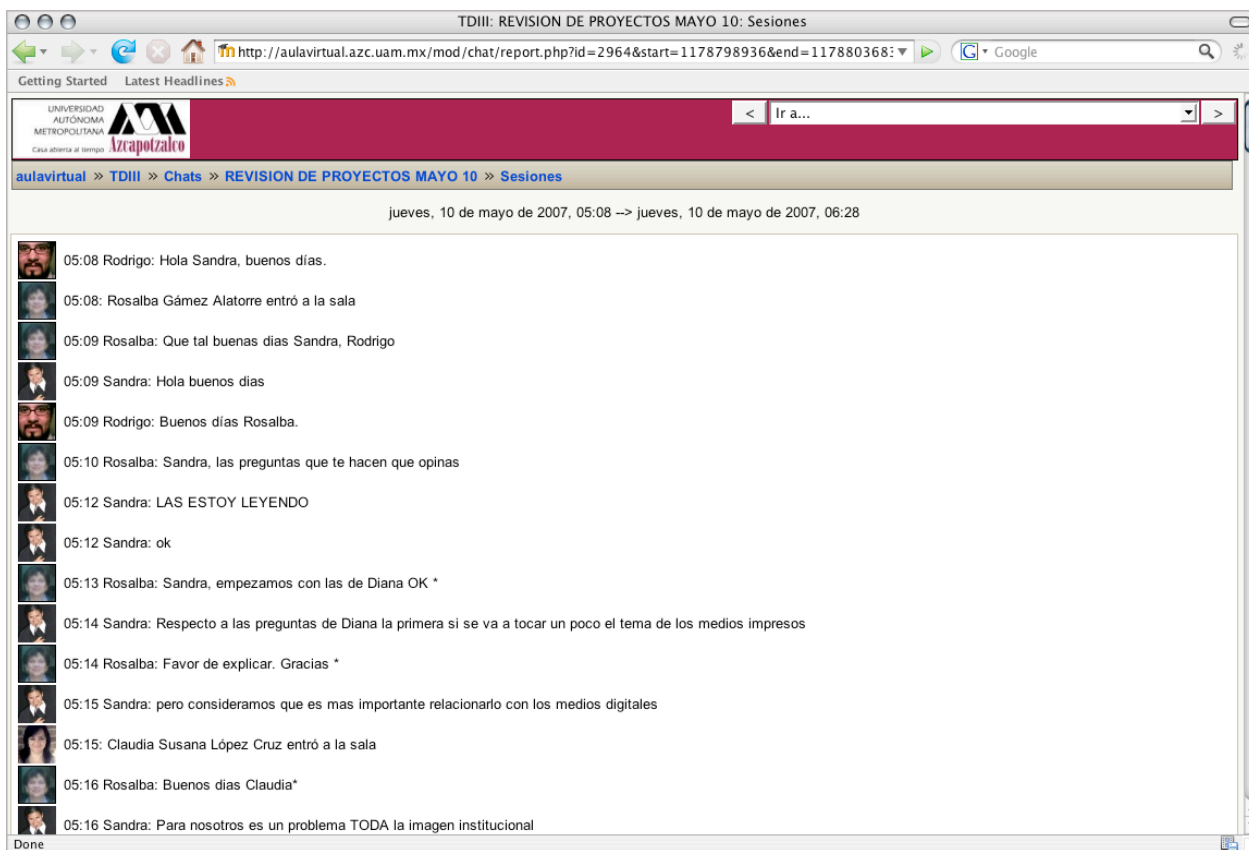 TDIII: REVISION DE PROYECTOS MAYO 10: Sesiones
http://aulavirtual.azc.uam.mx/mod/chat/report.php?id=2964&start=1178798936&end=117880368
G Google
Getting Started Latest Headlines
UNIVERSIDAD
AUTÓNOMA
METROPOLITANA
Casa abierta al tiempo Azcapotzalco
< Ir a... >
aulavirtual » TDIII » Chats » REVISION DE PROYECTOS MAYO 10 » Sesiones
jueves, 10 de mayo de 2007, 05:08 --> jueves, 10 de mayo de 2007, 06:28
05:08 Rodrigo: Hola Sandra, buenos días.
05:08: Rosalba Gámez Alatorre entró a la sala
05:09 Rosalba: Que tal buenas dias Sandra, Rodrigo
05:09 Sandra: Hola buenos dias
05:09 Rodrigo: Buenos días Rosalba.
05:10 Rosalba: Sandra, las preguntas que te hacen que opinas
05:12 Sandra: LAS ESTOY LEYENDO
05:12 Sandra: ok
05:13 Rosalba: Sandra, empezamos con las de Diana OK *
05:14 Sandra: Respecto a las preguntas de Diana la primera si se va a tocar un poco el tema de los medios impresos
05:14 Rosalba: Favor de explicar. Gracias *
05:15 Sandra: pero consideramos que es mas importante relacionarlo con los medios digitales
05:15: Claudia Susana López Cruz entró a la sala
05:16 Rosalba: Buenos dias Claudia*
05:16 Sandra: Para nosotros es un problema TODA la imagen institucional
Done